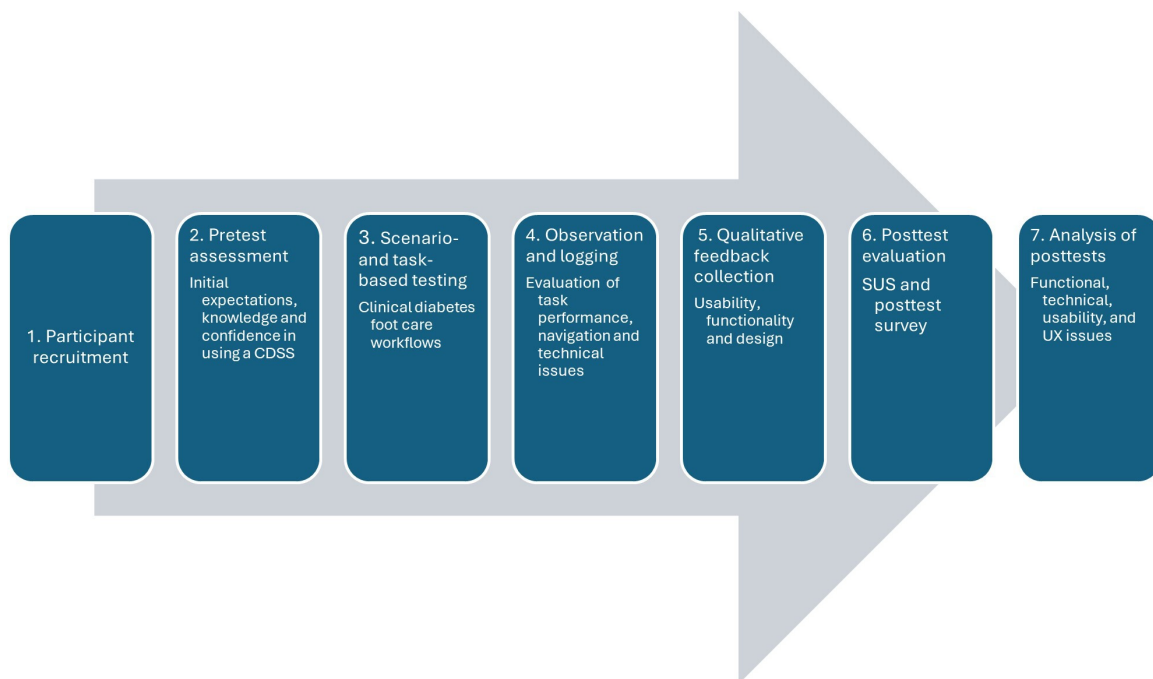 1. Participant
recruitment
2. Pretest
assessment
Initial
expectations,
knowledge and
confidence in
using a CDSS
3. Scenario-
and task-
based testing
Clinical diabetes
foot care
workflows
4. Observation
and logging
Evaluation of
task
performance,
navigation and
technical
issues
5. Qualitative
feedback
collection
Usability,
functionality
and design
6. Posttest
evaluation
SUS and
posttest
survey
7. Analysis of
posttests
Functional,
technical,
usability, and
UX issues